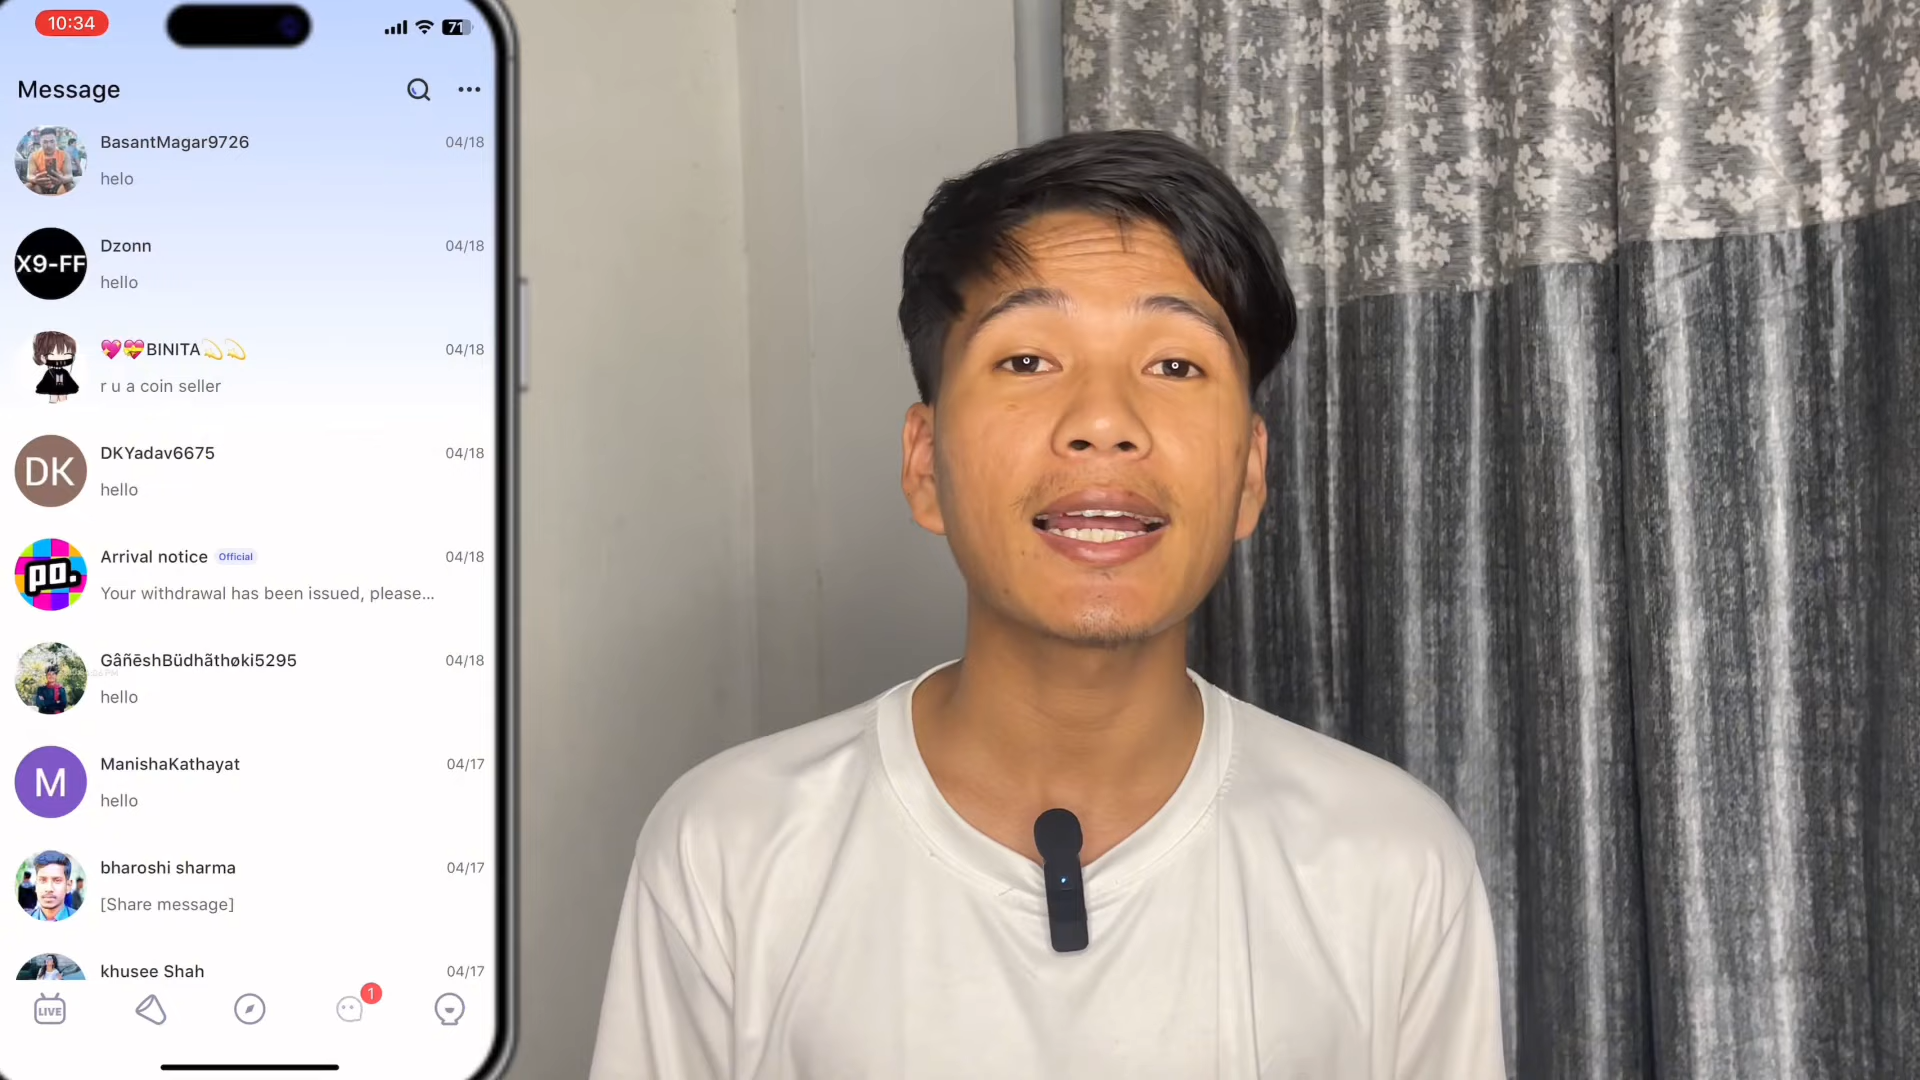 10:34
71
Message
BasantMagar9726 04/18
helo
X9-FF
Dzonn 04/18
hello
💖💝BINITA💫💫 04/18
r u a coin seller
DK
DKYadav6675 04/18
hello
po.
Arrival notice Official 04/18
Your withdrawal has been issued, please...
GâñēshBüdhãthøki5295 04/18
hello
M
ManishaKathayat 04/17
hello
bharoshi sharma 04/17
[Share message]
khusee Shah 04/17
LIVE
1